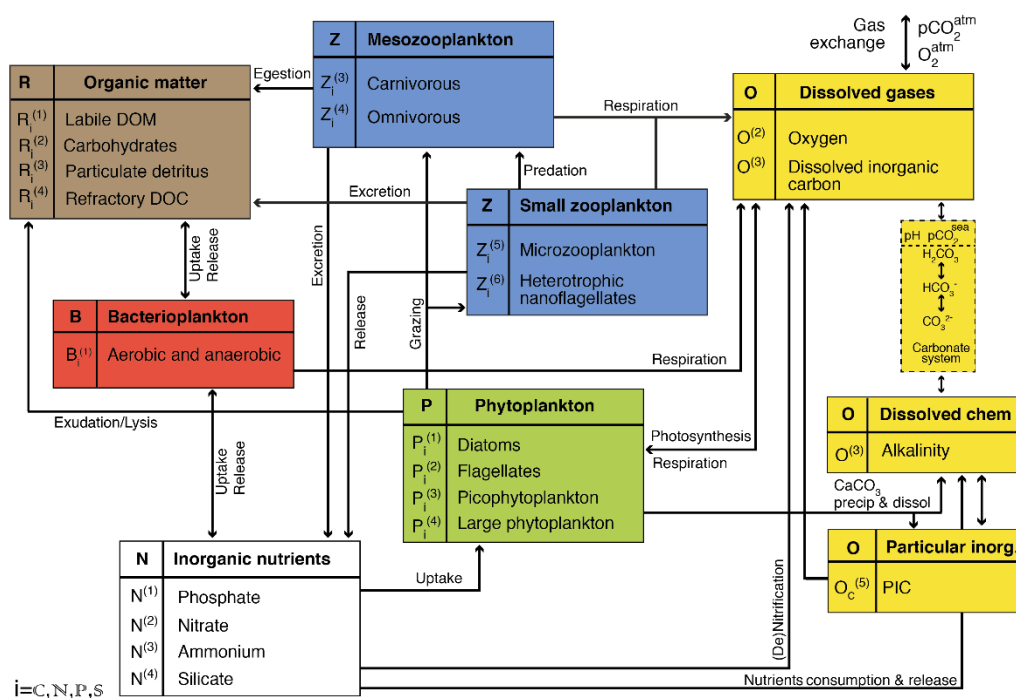 Gas exchange
pCO₂ᵃᵗᵐ
O₂ᵃᵗᵐ
Z Mesozooplankton
Zᵢ⁽³⁾ Carnivorous
Zᵢ⁽⁴⁾ Omnivorous
Egestion
R Organic matter
Rᵢ⁽¹⁾ Labile DOM
Rᵢ⁽²⁾ Carbohydrates
Rᵢ⁽³⁾ Particulate detritus
Rᵢ⁽⁴⁾ Refractory DOC
Respiration
O Dissolved gases
O⁽²⁾ Oxygen
O⁽³⁾ Dissolved inorganic
carbon
Predation
Excretion
Z Small zooplankton
Zᵢ⁽⁵⁾ Microzooplankton
Zᵢ⁽⁶⁾ Heterotrophic
nanoflagellates
Uptake
Release
Excretion
Release
Grazing
pH pCO₂ˢᵉᵃ
H₂CO₃
HCO₃⁻
CO₃²⁻
Carbonate
system
B Bacterioplankton
Bᵢ⁽¹⁾ Aerobic and anaerobic
Respiration
Exudation/Lysis
P Phytoplankton
Pᵢ⁽¹⁾ Diatoms
Pᵢ⁽²⁾ Flagellates
Pᵢ⁽³⁾ Picophytoplankton
Pᵢ⁽⁴⁾ Large phytoplankton
Photosynthesis
Respiration
O Dissolved chem
O⁽³⁾ Alkalinity
CaCO₃
precip & dissol
Uptake
Release
O Particular inorg.
O_c⁽⁵⁾ PIC
N Inorganic nutrients
N⁽¹⁾ Phosphate
N⁽²⁾ Nitrate
N⁽³⁾ Ammonium
N⁽⁴⁾ Silicate
Uptake
(De)Nitrification
Nutrients consumption & release
i=C,N,P,S